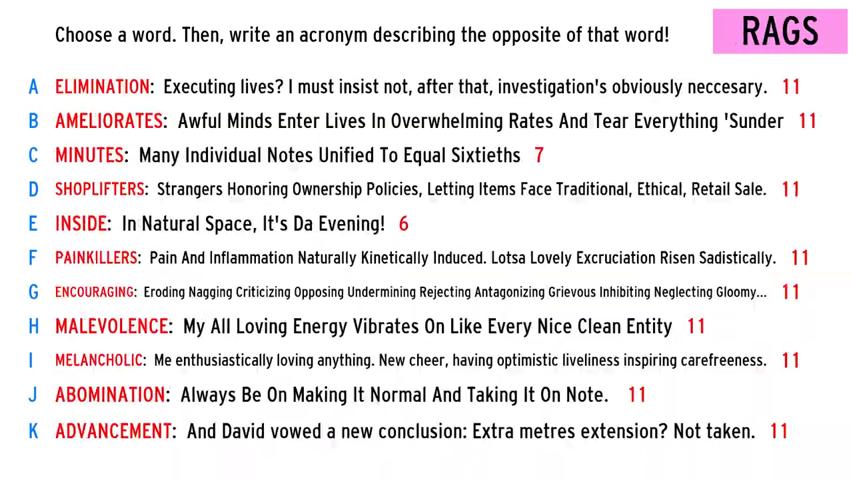 Choose a word. Then, write an acronym describing the opposite of that word!
RAGS
A ELIMINATION: Executing lives? I must insist not, after that, investigation's obviously neccesary. 11
B AMELIORATES: Awful Minds Enter Lives In Overwhelming Rates And Tear Everything 'Sunder 11
C MINUTES: Many Individual Notes Unified To Equal Sixtieths 7
D SHOPLIFTERS: Strangers Honoring Ownership Policies, Letting Items Face Traditional, Ethical, Retail Sale. 11
E INSIDE: In Natural Space, It's Da Evening! 6
F PAINKILLERS: Pain And Inflammation Naturally Kinetically Induced. Lotsa Lovely Excruciation Risen Sadistically. 11
G ENCOURAGING: Eroding Nagging Criticizing Opposing Undermining Rejecting Antagonizing Grievous Inhibiting Neglecting Gloomy... 11
H MALEVOLENCE: My All Loving Energy Vibrates On Like Every Nice Clean Entity 11
I MELANCHOLIC: Me enthusiastically loving anything. New cheer, having optimistic liveliness inspiring carefreeness. 11
J ABOMINATION: Always Be On Making It Normal And Taking It On Note. 11
K ADVANCEMENT: And David vowed a new conclusion: Extra metres extension? Not taken. 11